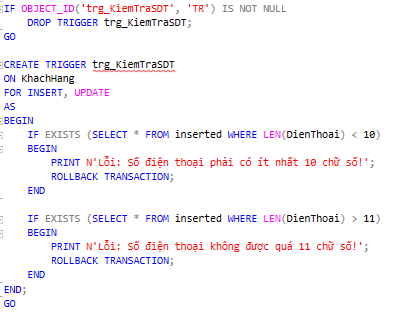 IF OBJECT_ID('trg_KiemTraSDT', 'TR') IS NOT NULL
DROP TRIGGER trg_KiemTraSDT;
GO
CREATE TRIGGER trg_KiemTraSDT
ON KhachHang
FOR INSERT, UPDATE
AS
BEGIN
IF EXISTS (SELECT * FROM inserted WHERE LEN(DienThoai) < 10)
BEGIN
PRINT N'Lỗi: Số điện thoại phải có ít nhất 10 chữ số!';
ROLLBACK TRANSACTION;
END
IF EXISTS (SELECT * FROM inserted WHERE LEN(DienThoai) > 11)
BEGIN
PRINT N'Lỗi: Số điện thoại không được quá 11 chữ số!';
ROLLBACK TRANSACTION;
END
END;
GO